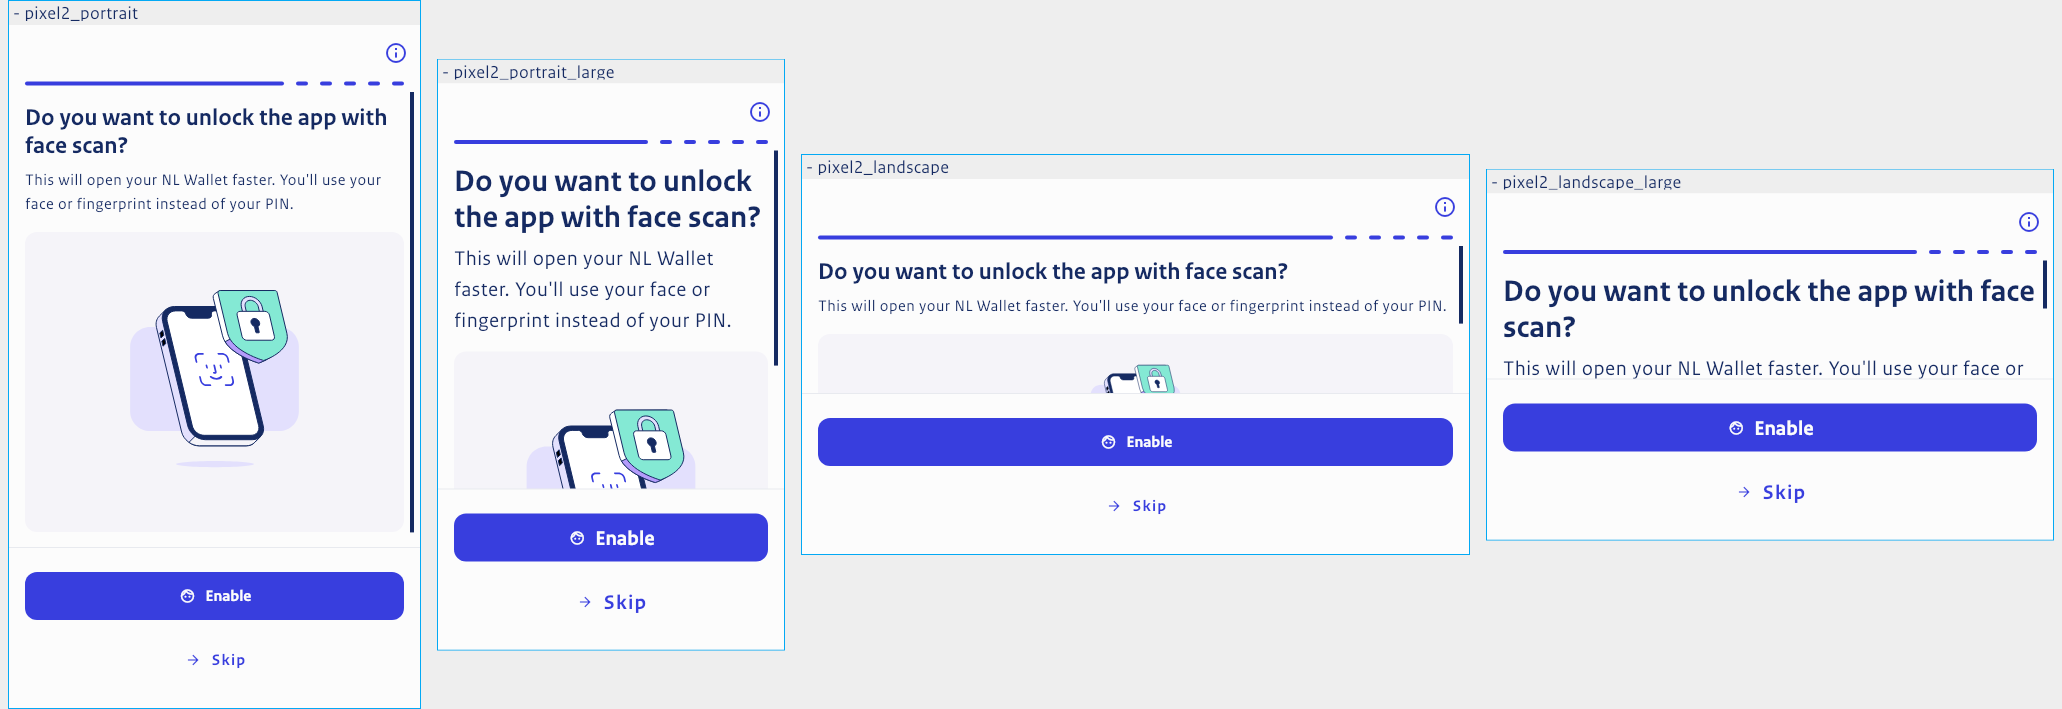 - pixel2_portrait
Do you want to unlock the app with
face scan?
This will open your NL Wallet faster. You'll use your
face or fingerprint instead of your PIN.
Enable
Skip
- pixel2_portrait_large
Do you want to unlock
the app with face scan?
This will open your NL Wallet
faster. You'll use your face or
fingerprint instead of your PIN.
Enable
Skip
- pixel2_landscape
Do you want to unlock the app with face scan?
This will open your NL Wallet faster. You'll use your face or fingerprint instead of your PIN.
Enable
Skip
- pixel2_landscape_large
Do you want to unlock the app with face
scan?
This will open your NL Wallet faster. You'll use your face or
Enable
Skip